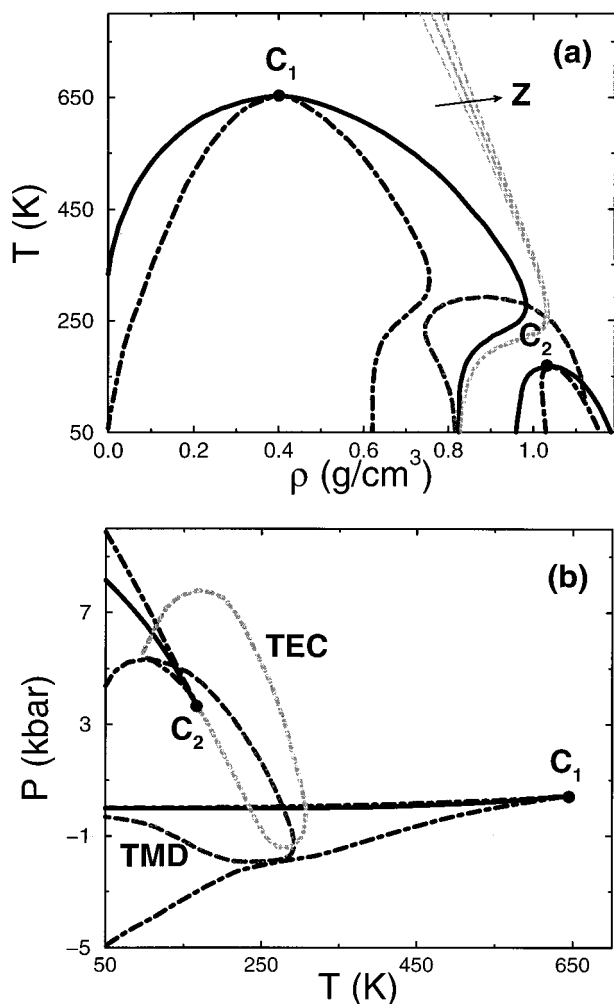 (a)
C1
Z
T (K)
650
450
250
50
C2
0.0 0.2 0.4 0.6 0.8 1.0
ρ (g/cm3)
(b)
7
3
−1
−5
P (kbar)
TEC
C2
C1
TMD
50 250 450 650
T (K)